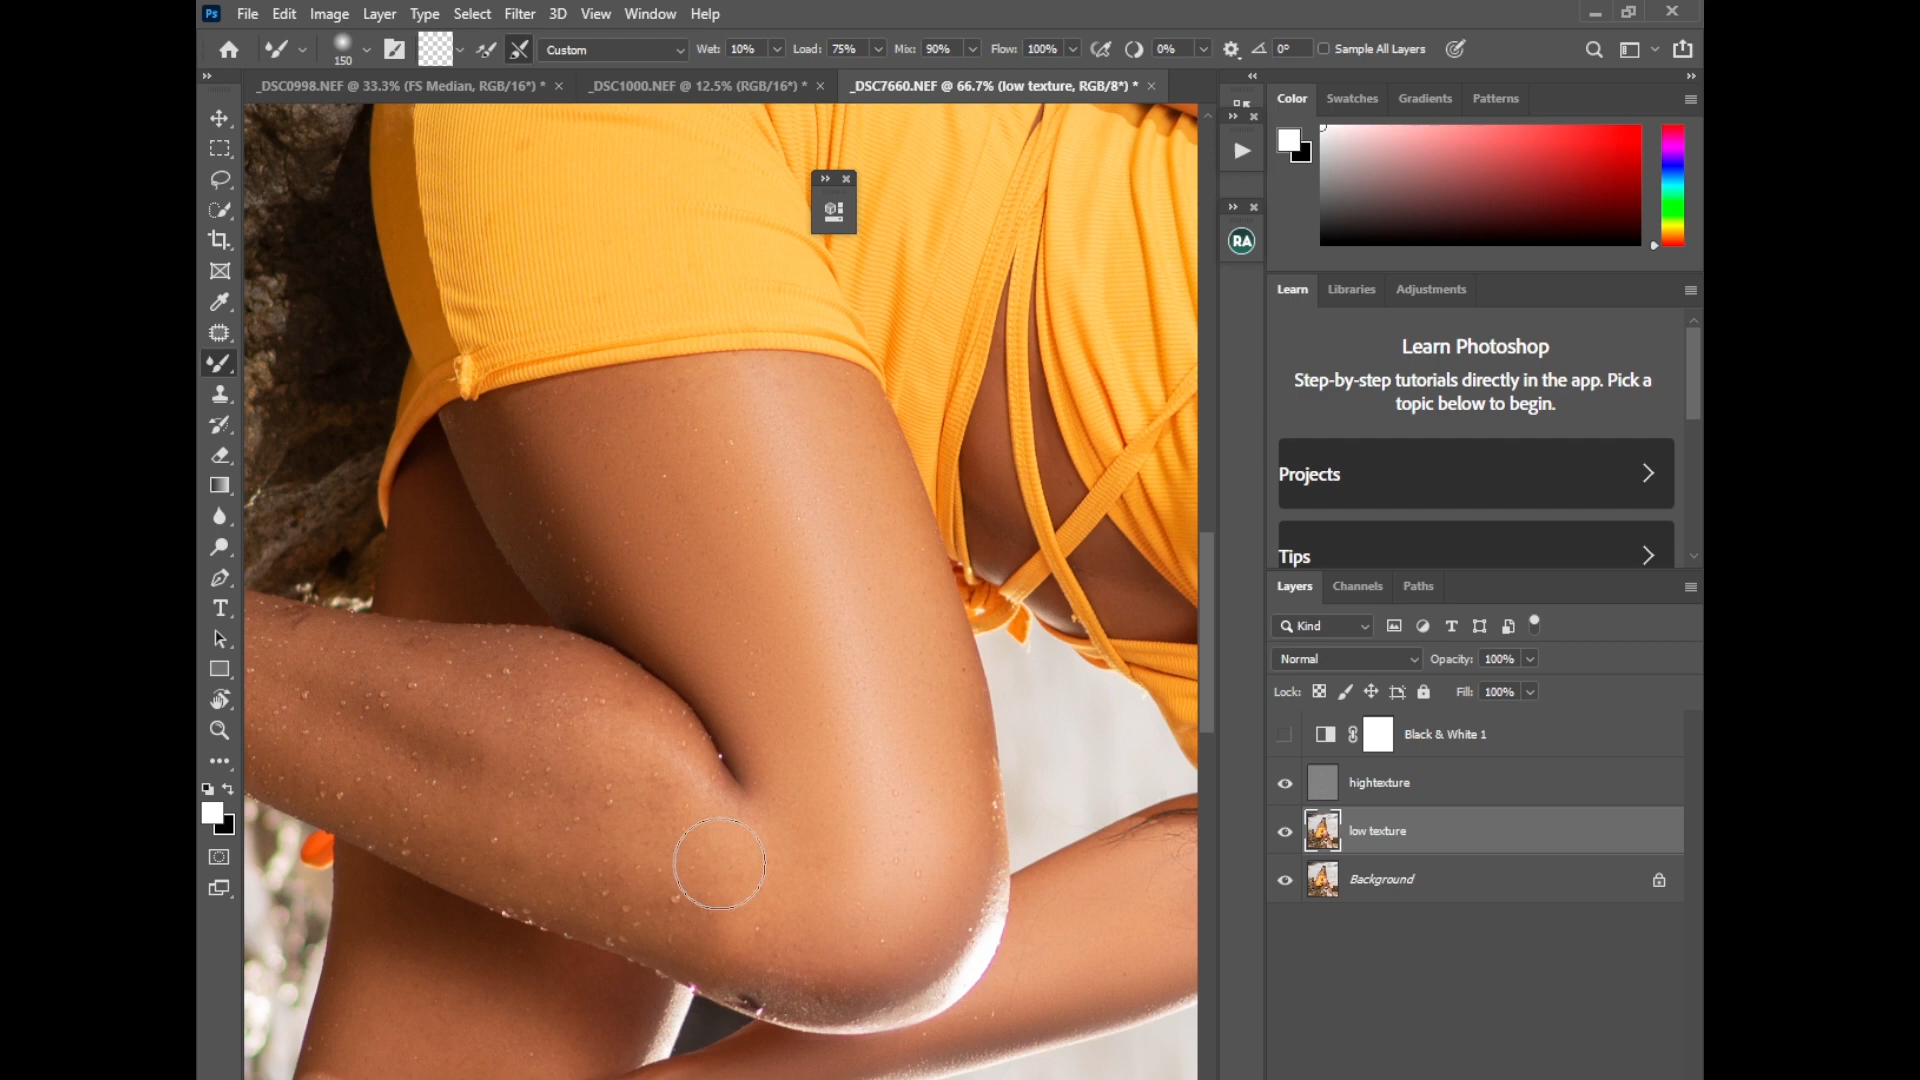 Ps File Edit Image Layer Type Select Filter 3D View Window Help
150 Custom Wet: 10% Load: 75% Mix: 90% Flow: 100% 0% 0° Sample All Layers
_DSC0998.NEF @ 33.3% (FS Median, RGB/16*) * _DSC1000.NEF @ 12.5% (RGB/16*) * _DSC7660.NEF @ 66.7% (low texture, RGB/8*) *
Color Swatches Gradients Patterns
RA
Learn Libraries Adjustments
Learn Photoshop
Step-by-step tutorials directly in the app. Pick a
topic below to begin.
Projects
Tips
Layers Channels Paths
Kind
Normal Opacity: 100%
Lock: Fill: 100%
Black & White 1
hightexture
low texture
Background